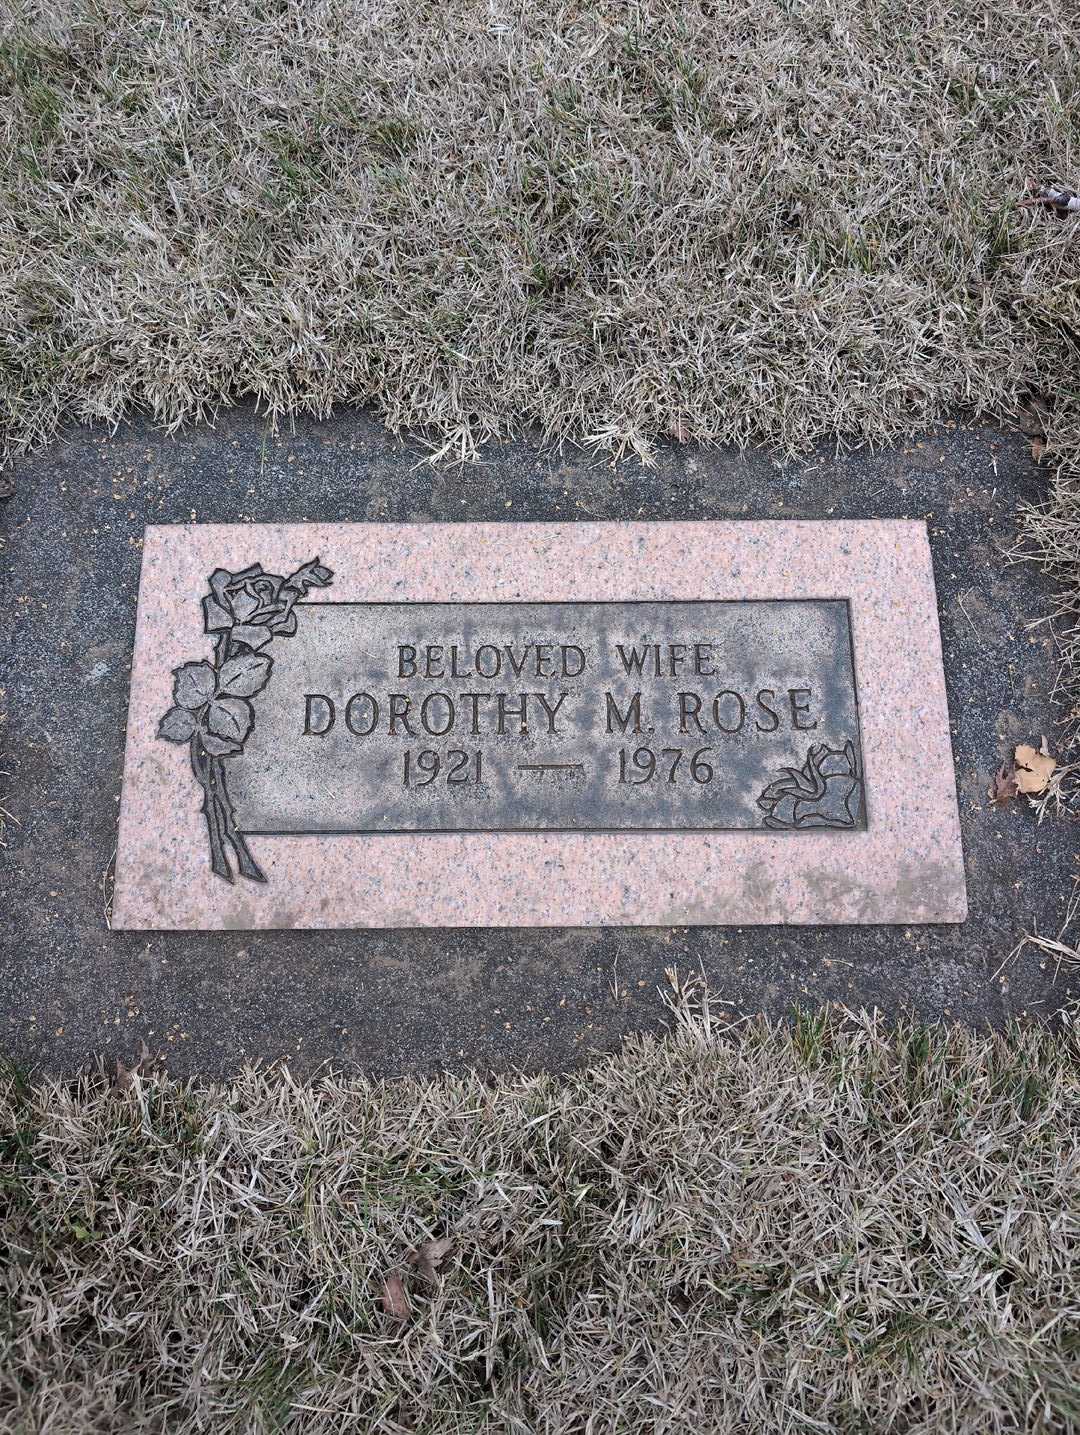 BELOVED WIFE
DOROTHY M. ROSE
1921 — 1976